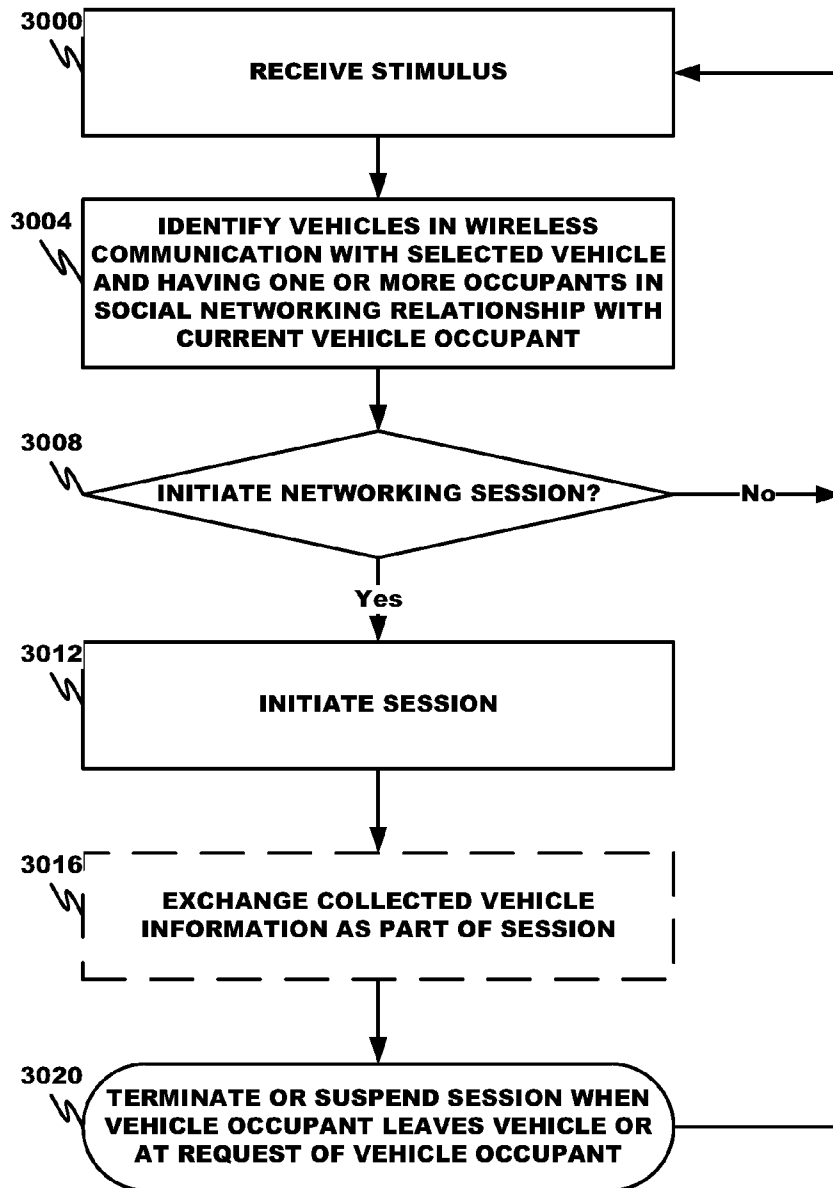 3000
RECEIVE STIMULUS
3004
IDENTIFY VEHICLES IN WIRELESS
COMMUNICATION WITH SELECTED VEHICLE
AND HAVING ONE OR MORE OCCUPANTS IN
SOCIAL NETWORKING RELATIONSHIP WITH
CURRENT VEHICLE OCCUPANT
3008
INITIATE NETWORKING SESSION?
No
Yes
3012
INITIATE SESSION
3016
EXCHANGE COLLECTED VEHICLE
INFORMATION AS PART OF SESSION
3020
TERMINATE OR SUSPEND SESSION WHEN
VEHICLE OCCUPANT LEAVES VEHICLE OR
AT REQUEST OF VEHICLE OCCUPANT